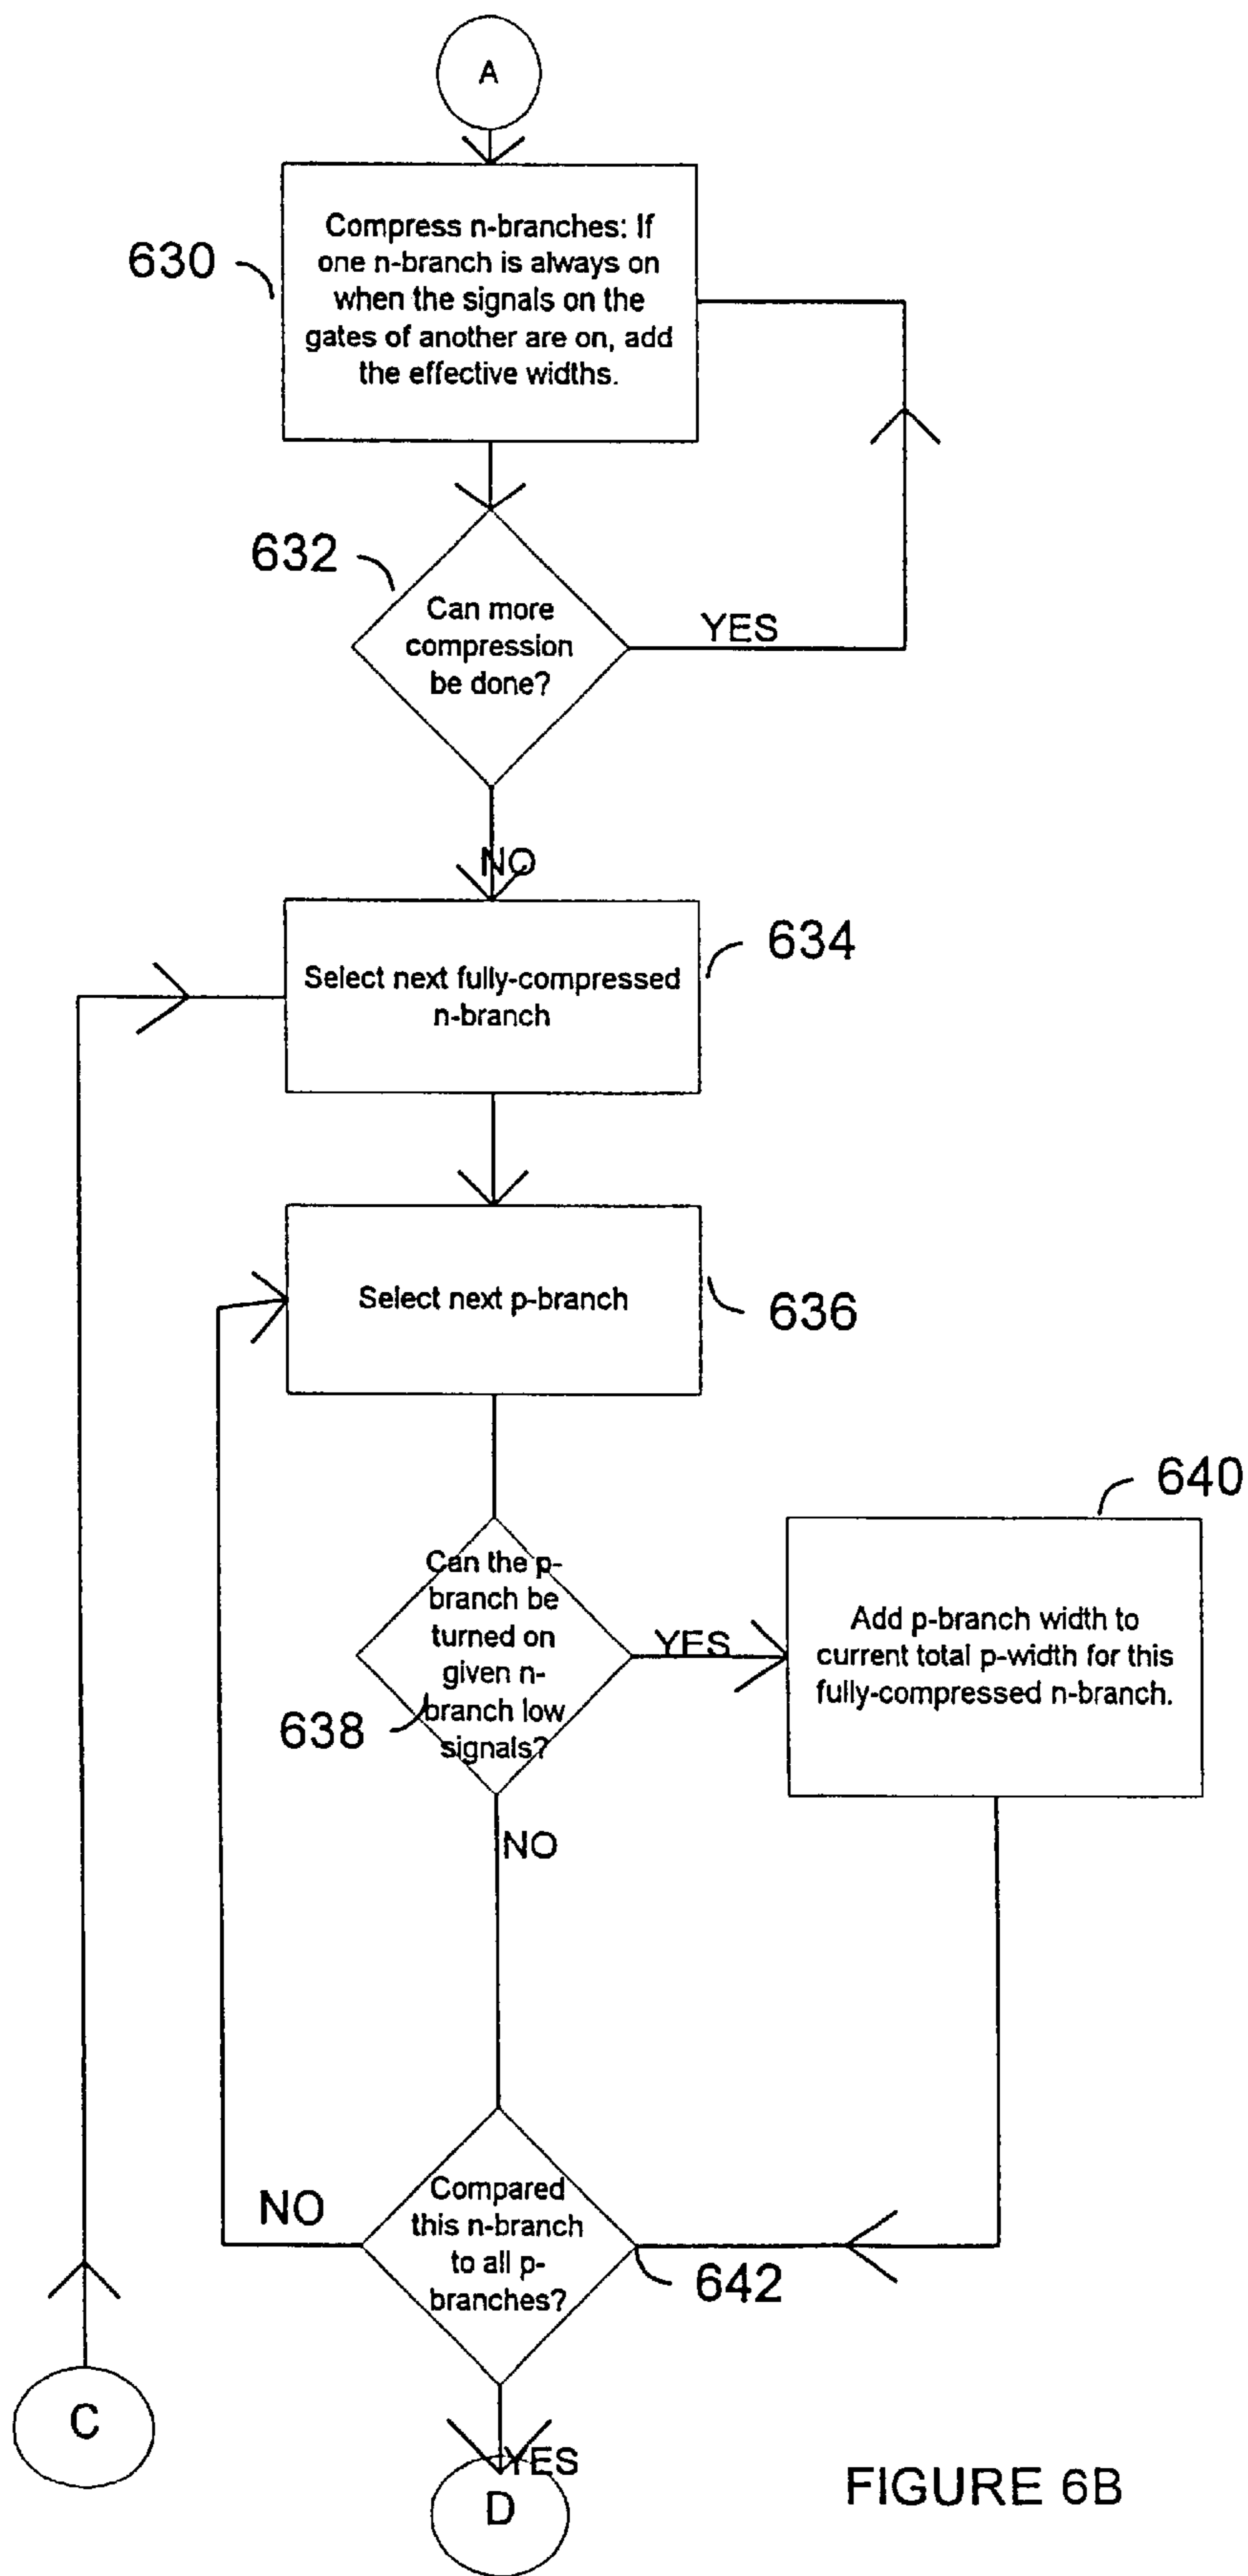 A
630
Compress n-branches: If
one n-branch is always on
when the signals on the
gates of another are on, add
the effective widths.
632
Can more
compression
be done?
YES
NO
634
Select next fully-compressed
n-branch
636
Select next p-branch
640
Can the p-
branch be
turned on
given n-
branch low
signals?
638
YES
Add p-branch width to
current total p-width for this
fully-compressed n-branch.
NO
Compared
this n-branch
to all p-
branches?
NO
642
C
YES
D
FIGURE 6B